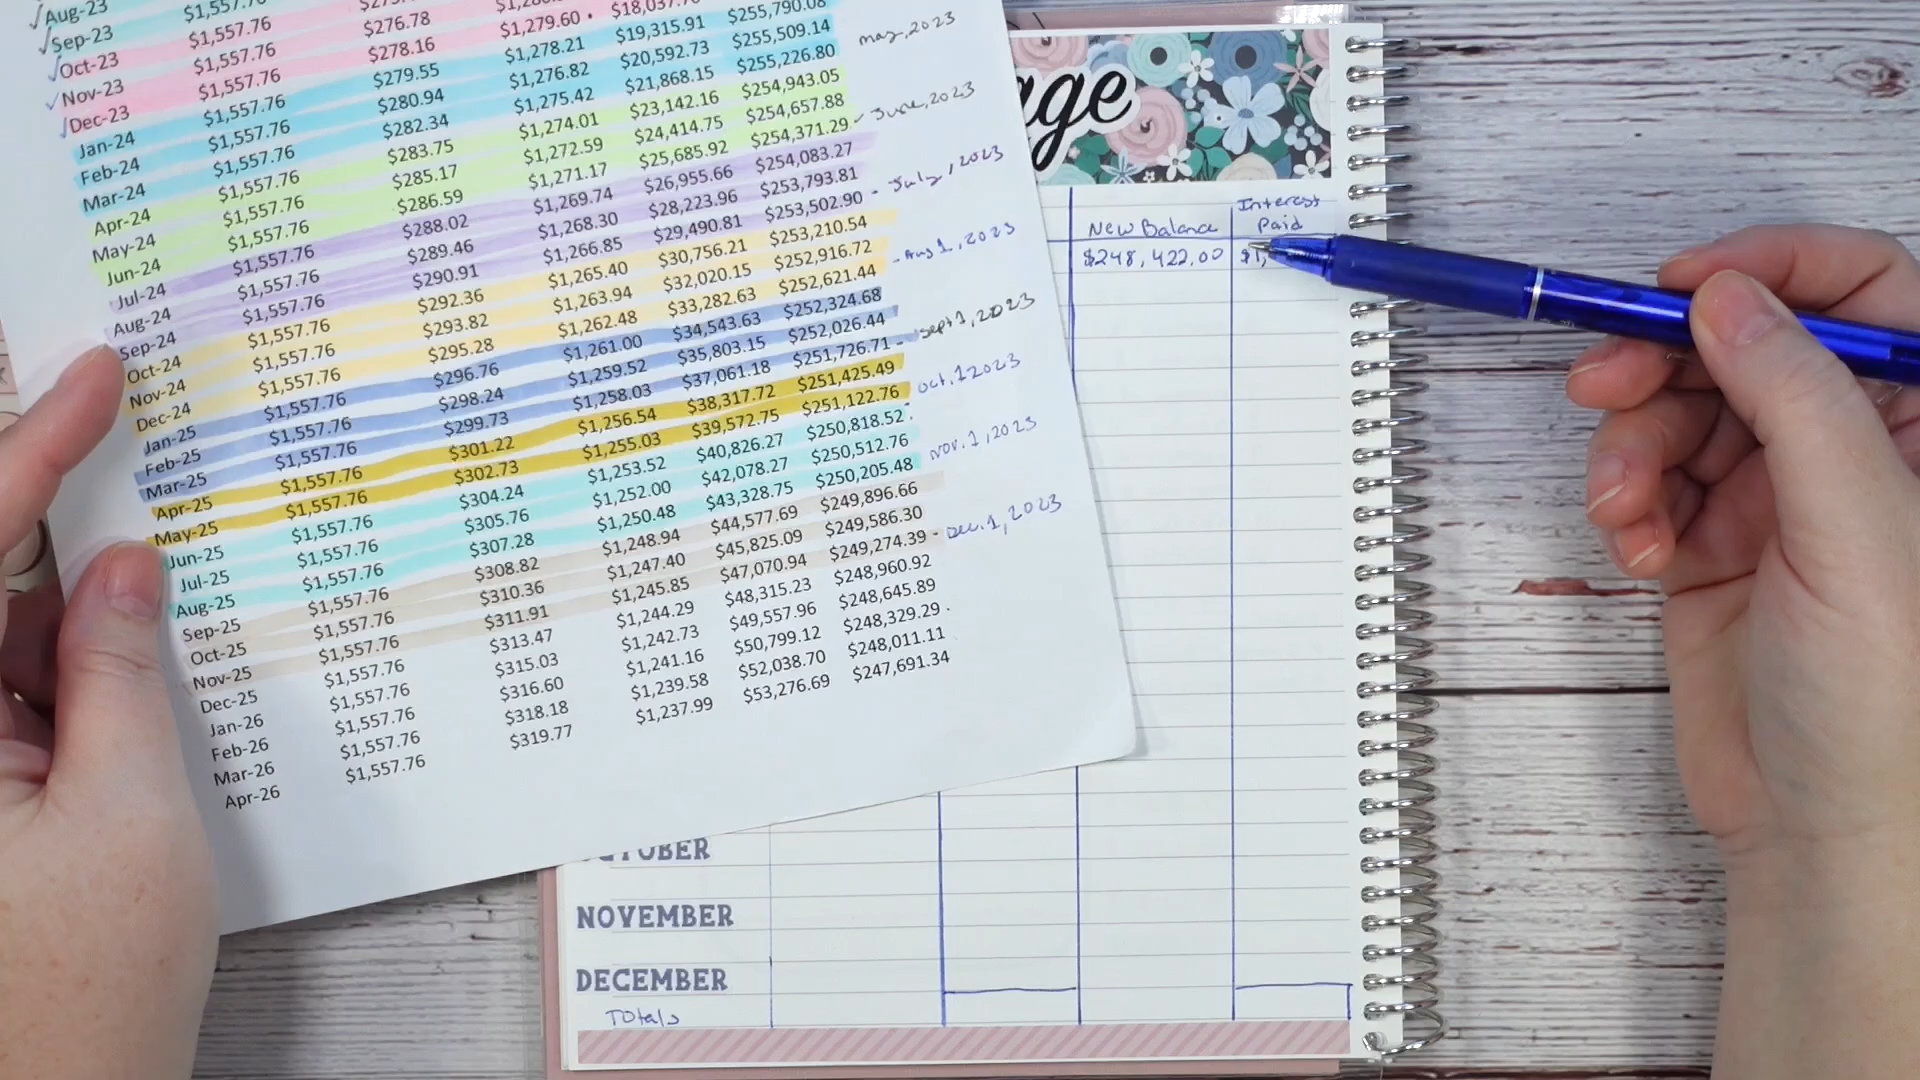 Aug-23
Sep-23 $1,557.76
Oct-23 $1,557.76
Nov-23 $1,557.76 $276.78
Dec-23 $1,557.76 $278.16 $1,279.60
Jan-24 $1,557.76 $279.55 $1,278.21 $19,315.91 $255,790.08
Feb-24 $1,557.76 $280.94 $1,276.82 $20,592.73 $255,509.14
Mar-24 $1,557.76 $282.34 $1,275.42 $21,868.15 $255,226.80 may, 2023
Apr-24 $1,557.76 $283.75 $1,274.01 $23,142.16 $254,943.05
May-24 $1,557.76 $285.17 $1,272.59 $24,414.75 $254,657.88
Jun-24 $1,557.76 $286.59 $1,271.17 $25,685.92 $254,371.29 - June, 2023
Jul-24 $1,557.76 $288.02 $1,269.74 $26,955.66 $254,083.27
Aug-24 $1,557.76 $289.46 $1,268.30 $28,223.96 $253,793.81
Sep-24 $1,557.76 $290.91 $1,266.85 $29,490.81 $253,502.90 - July, 2023
Oct-24 $1,557.76 $292.36 $1,265.40 $30,756.21 $253,210.54
Nov-24 $1,557.76 $293.82 $1,263.94 $32,020.15 $252,916.72
Dec-24 $1,557.76 $295.28 $1,262.48 $33,282.63 $252,621.44 - Aug 1, 2023
Jan-25 $1,557.76 $296.76 $1,261.00 $34,543.63 $252,324.68
Feb-25 $1,557.76 $298.24 $1,259.52 $35,803.15 $252,026.44
Mar-25 $1,557.76 $299.73 $1,258.03 $37,061.18 $251,726.71 - Sept 1, 2023
Apr-25 $1,557.76 $301.22 $1,256.54 $38,317.72 $251,425.49
May-25 $1,557.76 $302.73 $1,255.03 $39,572.75 $251,122.76 Oct. 1 2023
Jun-25 $1,557.76 $304.24 $1,253.52 $40,826.27 $250,818.52
Jul-25 $1,557.76 $305.76 $1,252.00 $42,078.27 $250,512.76
Aug-25 $1,557.76 $307.28 $1,250.48 $43,328.75 $250,205.48 nov. 1, 2023
Sep-25 $1,557.76 $308.82 $1,248.94 $44,577.69 $249,896.66
Oct-25 $1,557.76 $310.36 $1,247.40 $45,825.09 $249,586.30
Nov-25 $1,557.76 $311.91 $1,245.85 $47,070.94 $249,274.39 - Dec. 1, 2023
Dec-25 $1,557.76 $313.47 $1,244.29 $48,315.23 $248,960.92
Jan-26 $1,557.76 $315.03 $1,242.73 $49,557.96 $248,645.89
Feb-26 $1,557.76 $316.60 $1,241.16 $50,799.12 $248,329.29
Mar-26 $1,557.76 $318.18 $1,239.58 $52,038.70 $248,011.11
Apr-26 $1,557.76 $319.77 $1,237.99 $53,276.69 $247,691.34
age
New Balance Interest Paid
$248,422.00 $1,
OCTOBER
NOVEMBER
DECEMBER
Totals